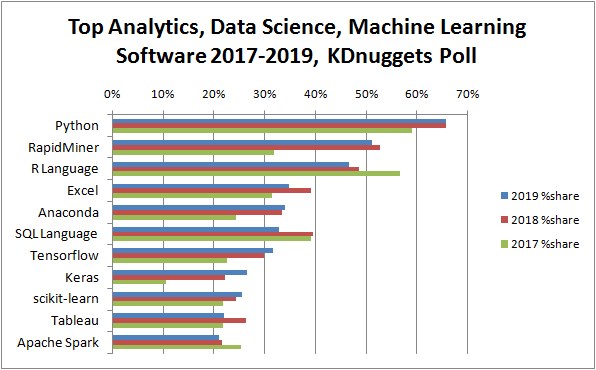 Top Analytics, Data Science, Machine Learning
Software 2017-2019, KDnuggets Poll
0% 10% 20% 30% 40% 50% 60% 70%
Python
RapidMiner
R Language
Excel
Anaconda
SQL Language
Tensorflow
Keras
scikit-learn
Tableau
Apache Spark
2019 %share
2018 %share
2017 %share